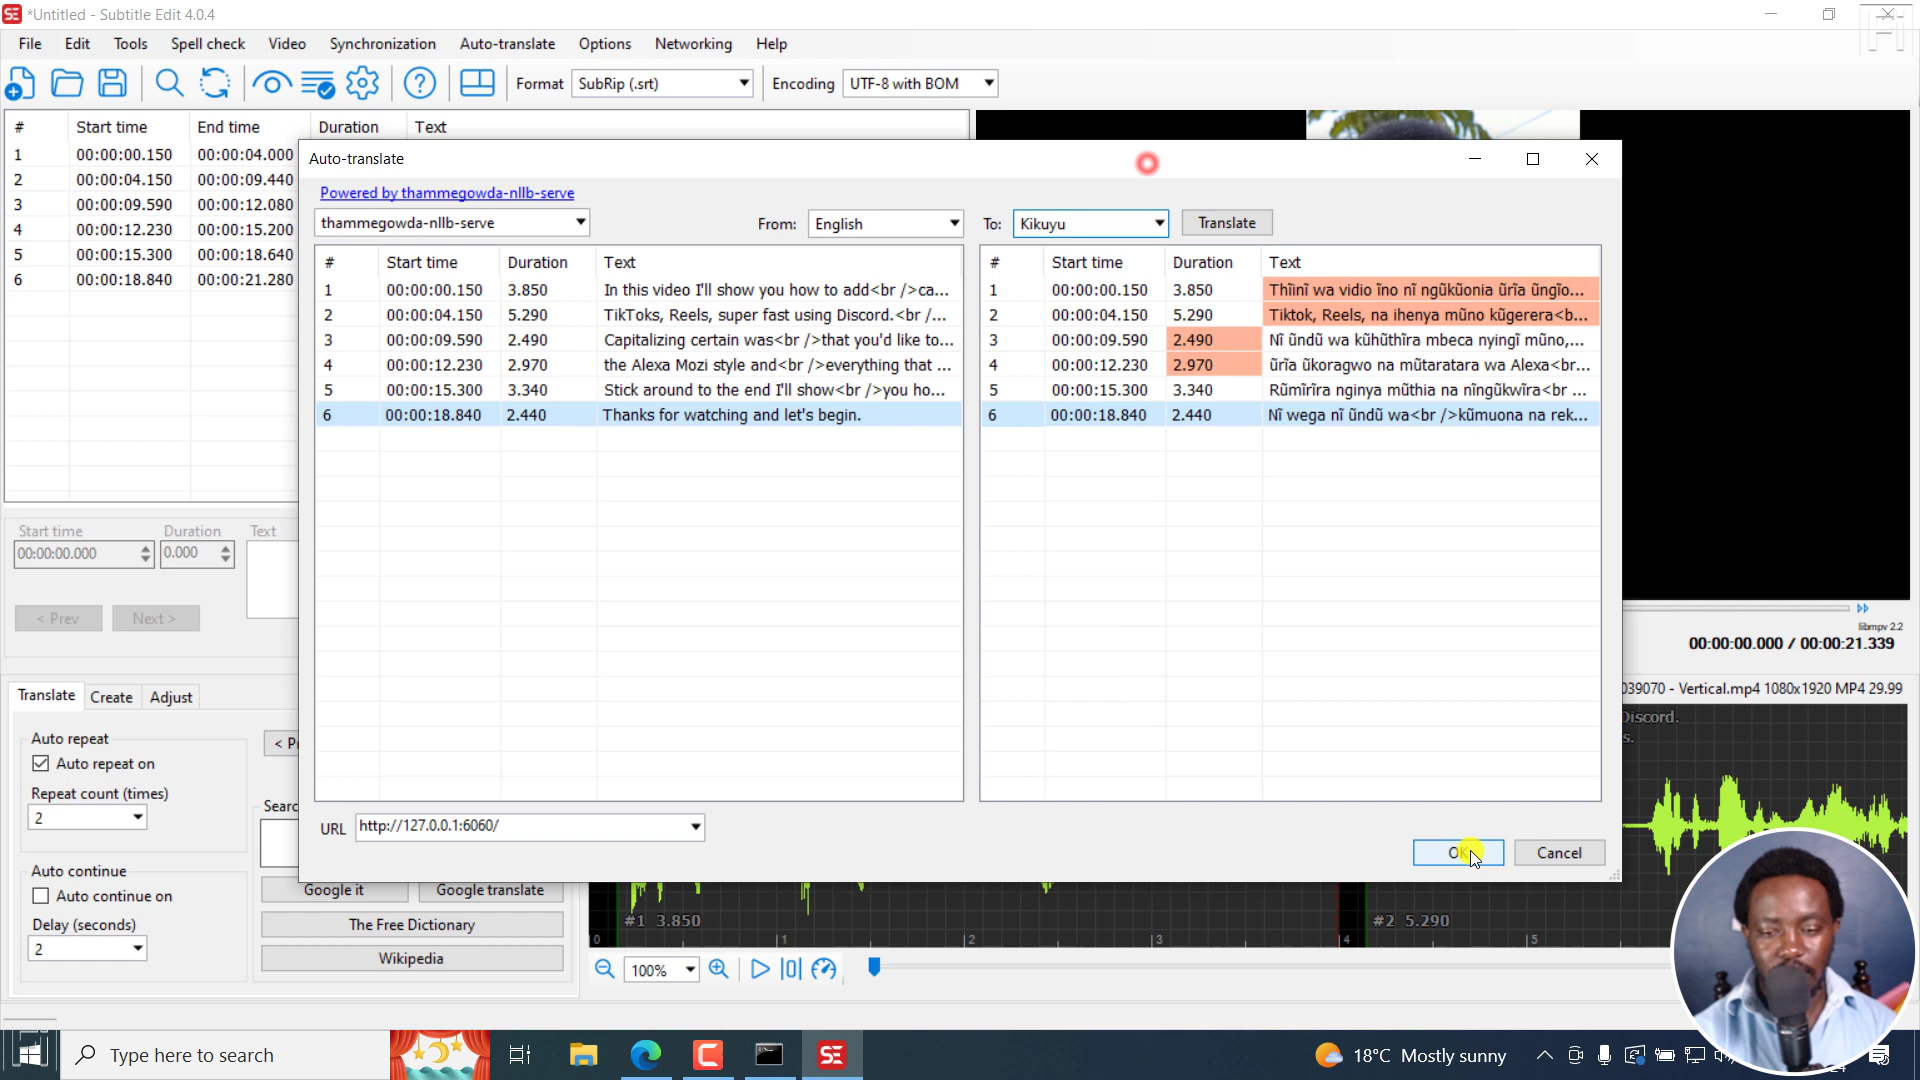 *Untitled - Subtitle Edit 4.0.4
File Edit Tools Spell check Video Synchronization Auto-translate Options Networking Help
Format SubRip (.srt) Encoding UTF-8 with BOM
# Start time End time Duration Text
1 00:00:00.150 00:00:04.000
2 00:00:04.150 00:00:09.440
3 00:00:09.590 00:00:12.080
4 00:00:12.230 00:00:15.200
5 00:00:15.300 00:00:18.640
6 00:00:18.840 00:00:21.280
Auto-translate
Powered by thammegowda-nllb-serve
thammegowda-nllb-serve From: English To: Kikuyu Translate
# Start time Duration Text
1 00:00:00.150 3.850 In this video I'll show you how to add<br />ca...
2 00:00:04.150 5.290 TikToks, Reels, super fast using Discord.<br /...
3 00:00:09.590 2.490 Capitalizing certain was<br />that you'd like to...
4 00:00:12.230 2.970 the Alexa Mozi style and<br />everything that ...
5 00:00:15.300 3.340 Stick around to the end I'll show<br />you ho...
6 00:00:18.840 2.440 Thanks for watching and let's begin.
# Start time Duration Text
1 00:00:00.150 3.850 Thĩinĩ wa vidio ĩno nĩ ngũkũonia ũrĩa ũngĩo...
2 00:00:04.150 5.290 Tiktok, Reels, na ihenya mũno kũgerera<b...
3 00:00:09.590 2.490 Nĩ ũndũ wa kũhũthĩra mbeca nyingĩ mũno,...
4 00:00:12.230 2.970 ũrĩa ũkoragwo na mũtaratara wa Alexa<br...
5 00:00:15.300 3.340 Rũmĩrĩra nginya mũthia na nĩngũkwĩra<br ...
6 00:00:18.840 2.440 Nĩ wega nĩ ũndũ wa<br />kũmuona na rek...
URL http://127.0.0.1:6060/
OK Cancel
Start time Duration Text
00:00:00.000 0.000
< Prev Next >
libmpv 2.2
00:00:00.000 / 00:00:21.339
Translate Create Adjust
039070 - Vertical.mp4 1080x1920 MP4 29.99
Discord.
s.
Auto repeat
Auto repeat on
Repeat count (times)
2
Auto continue
Auto continue on
Delay (seconds)
2
< Pr
Searc
Google it Google translate
The Free Dictionary
Wikipedia
#1 3.850 #2 5.290
0 1 2 3 4 5
100%
Type here to search
18°C Mostly sunny